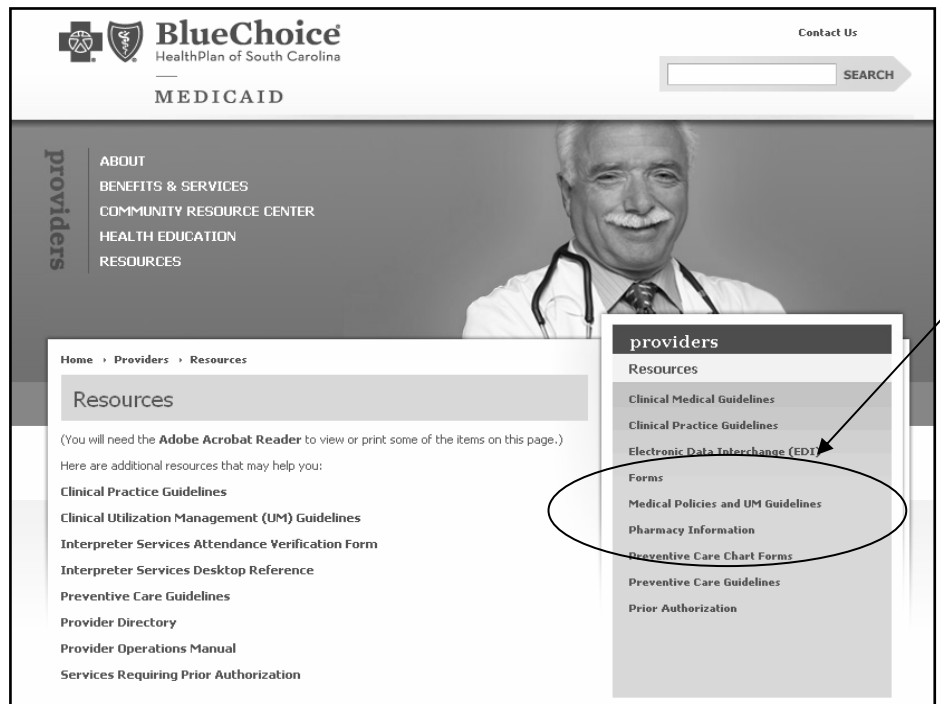 BlueChoice
HealthPlan of South Carolina
MEDICAID
Contact Us
SEARCH
providers
ABOUT
BENEFITS & SERVICES
COMMUNITY RESOURCE CENTER
HEALTH EDUCATION
RESOURCES
Home › Providers › Resources
Resources
(You will need the Adobe Acrobat Reader to view or print some of the items on this page.)
Here are additional resources that may help you:
Clinical Practice Guidelines
Clinical Utilization Management (UM) Guidelines
Interpreter Services Attendance Verification Form
Interpreter Services Desktop Reference
Preventive Care Guidelines
Provider Directory
Provider Operations Manual
Services Requiring Prior Authorization
providers
Resources
Clinical Medical Guidelines
Clinical Practice Guidelines
Electronic Data Interchange (EDI)
Forms
Medical Policies and UM Guidelines
Pharmacy Information
Preventive Care Chart Forms
Preventive Care Guidelines
Prior Authorization